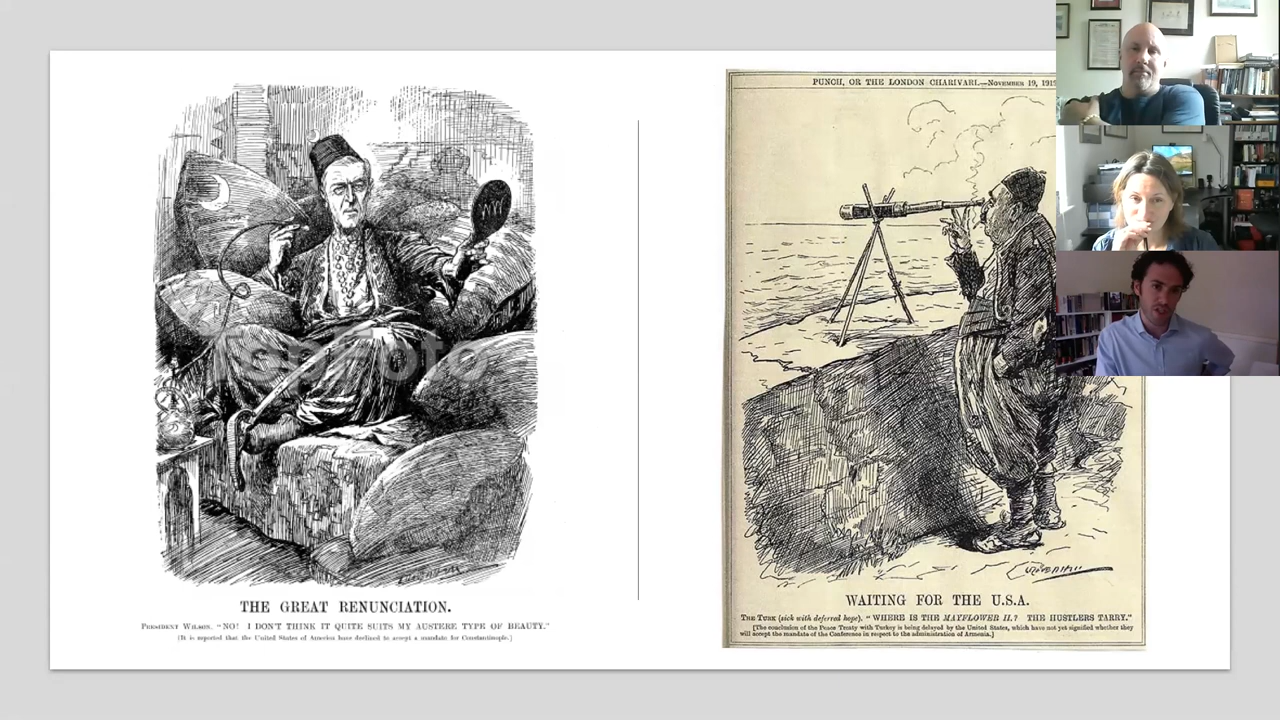 TopFoto
THE GREAT RENUNCIATION.
PRESIDENT WILSON. "NO! I DON'T THINK IT QUITE SUITS MY AUSTERE TYPE OF BEAUTY."
(It is reported that the United States of America have declined to accept a mandate for Constantinople.)
PUNCH, OR THE LONDON CHARIVARI.—NOVEMBER 19, 191
WAITING FOR THE U.S.A.
THE TURK (sick with deferred hope). "WHERE IS THE MAYFLOWER II.? THE HUSTLERS TARRY."
[The conclusion of the Peace Treaty with Turkey is being delayed by the United States, which have not yet signified whether they
will accept the mandate of the Conference in respect to the administration of Armenia.]